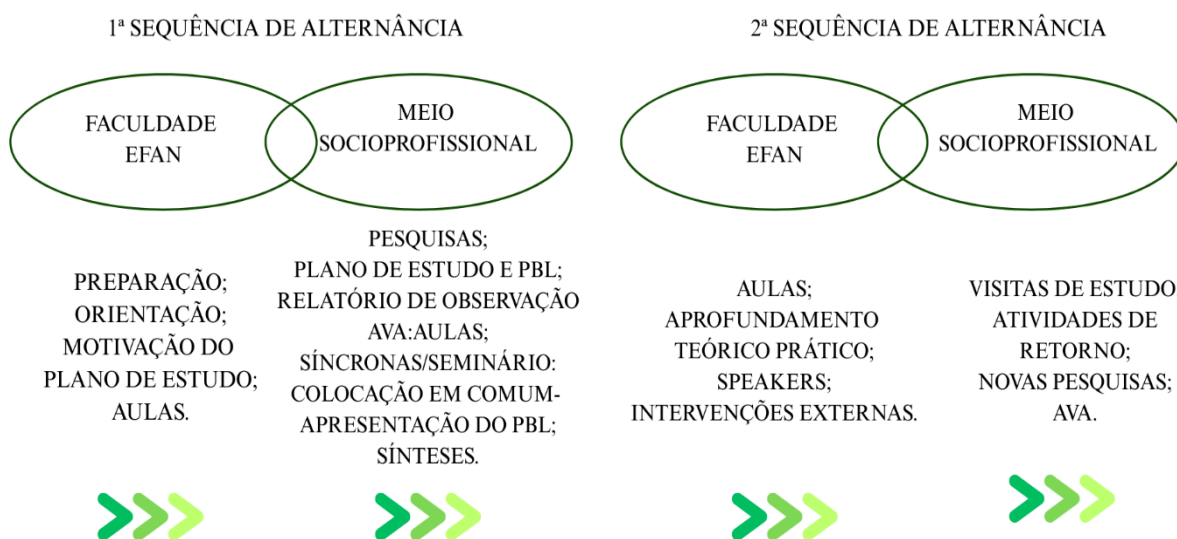 1ª SEQUÊNCIA DE ALTERNÂNCIA
FACULDADE
EFAN
MEIO
SOCIOPROFISSIONAL
PREPARAÇÃO;
ORIENTAÇÃO;
MOTIVAÇÃO DO
PLANO DE ESTUDO;
AULAS.
PESQUISAS;
PLANO DE ESTUDO E PBL;
RELATÓRIO DE OBSERVAÇÃO
AVA:AULAS;
SÍNCRONAS/SEMINÁRIO:
COLOCAÇÃO EM COMUM-
APRESENTAÇÃO DO PBL;
SÍNTESES.
2ª SEQUÊNCIA DE ALTERNÂNCIA
FACULDADE
EFAN
MEIO
SOCIOPROFISSIONAL
AULAS;
APROFUNDAMENTO
TEÓRICO PRÁTICO;
SPEAKERS;
INTERVENÇÕES EXTERNAS.
VISITAS DE ESTUDO
ATIVIDADES DE
RETORNO;
NOVAS PESQUISAS;
AVA.